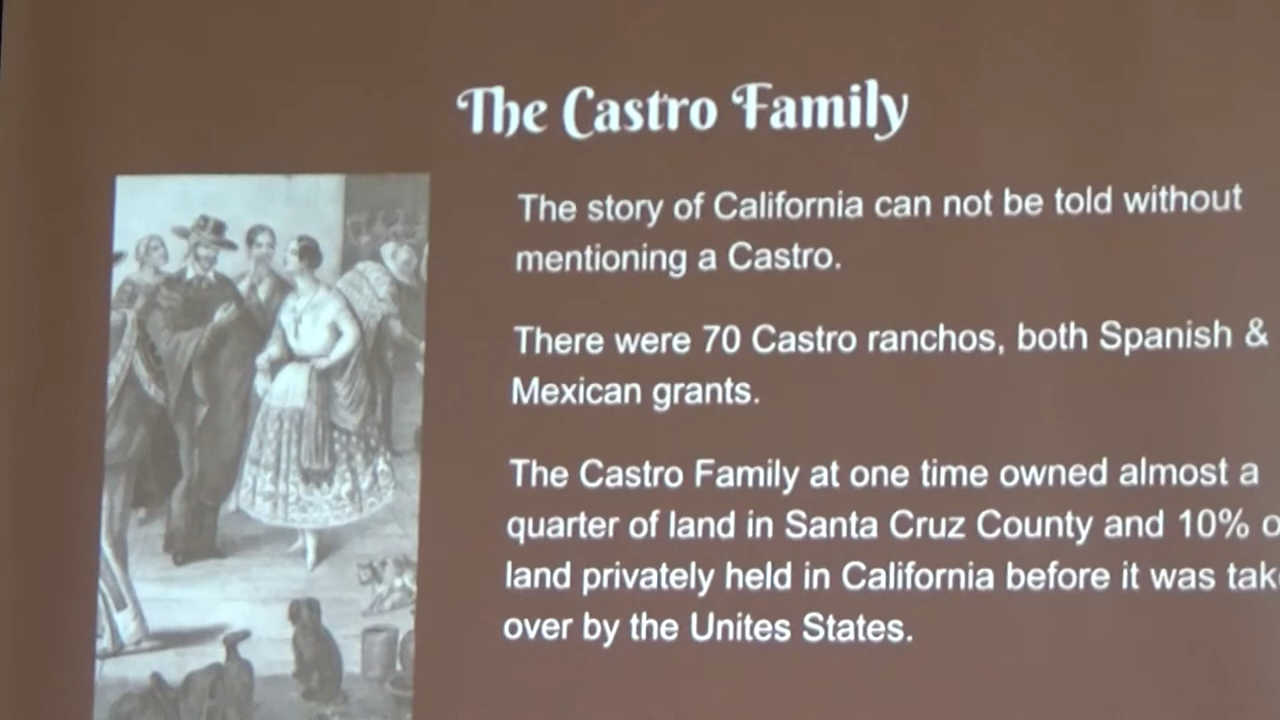 The Castro Family
The story of California can not be told without
mentioning a Castro.
There were 70 Castro ranchos, both Spanish &
Mexican grants.
The Castro Family at one time owned almost a
quarter of land in Santa Cruz County and 10%
land privately held in California before it was
over by the Unites States.